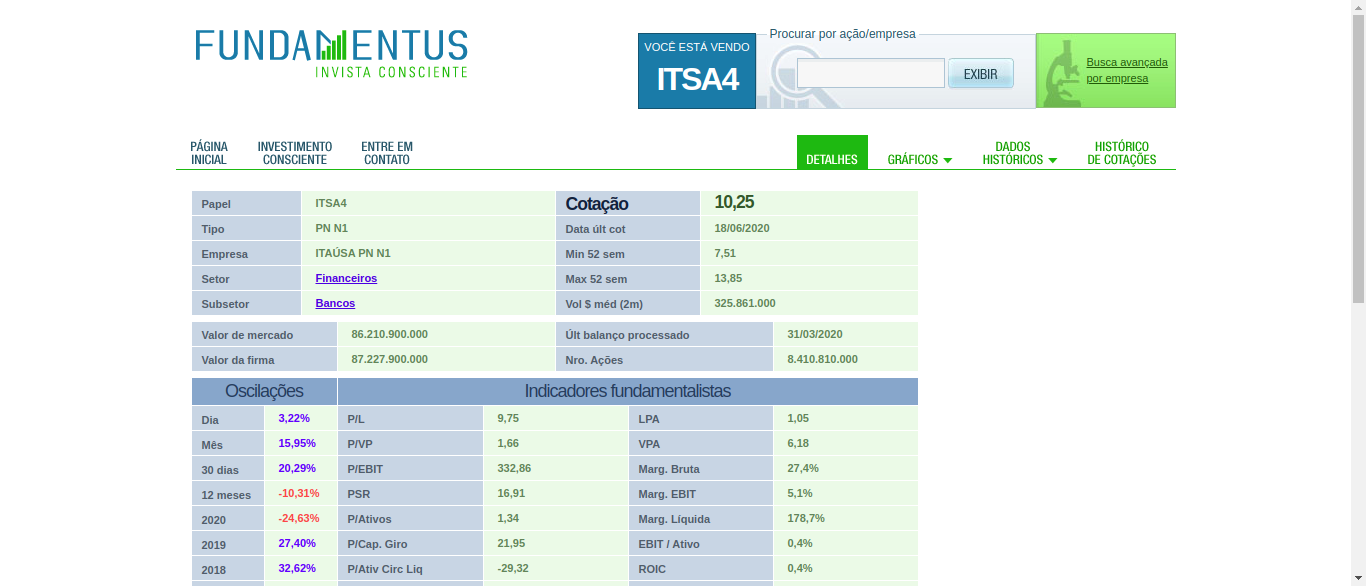 FUNDAMENTUS
INVISTA CONSCIENTE
VOCÊ ESTÁ VENDO
ITSA4
Procurar por ação/empresa
EXIBIR
Busca avançada
por empresa
PÁGINA
INICIAL
INVESTIMENTO
CONSCIENTE
ENTRE EM
CONTATO
DETALHES
GRÁFICOS
DADOS
HISTÓRICOS
HISTÓRICO
DE COTAÇÕES
Papel ITSA4 Cotação 10,25
Tipo PN N1 Data últ cot 18/06/2020
Empresa ITAÚSA PN N1 Min 52 sem 7,51
Setor Financeiros Max 52 sem 13,85
Subsetor Bancos Vol $ méd (2m) 325.861.000
Valor de mercado 86.210.900.000 Últ balanço processado 31/03/2020
Valor da firma 87.227.900.000 Nro. Ações 8.410.810.000
Oscilações Indicadores fundamentalistas
Dia 3,22% P/L 9,75 LPA 1,05
Mês 15,95% P/VP 1,66 VPA 6,18
30 dias 20,29% P/EBIT 332,86 Marg. Bruta 27,4%
12 meses -10,31% PSR 16,91 Marg. EBIT 5,1%
2020 -24,63% P/Ativos 1,34 Marg. Líquida 178,7%
2019 27,40% P/Cap. Giro 21,95 EBIT / Ativo 0,4%
2018 32,62% P/Ativ Circ Liq -29,32 ROIC 0,4%